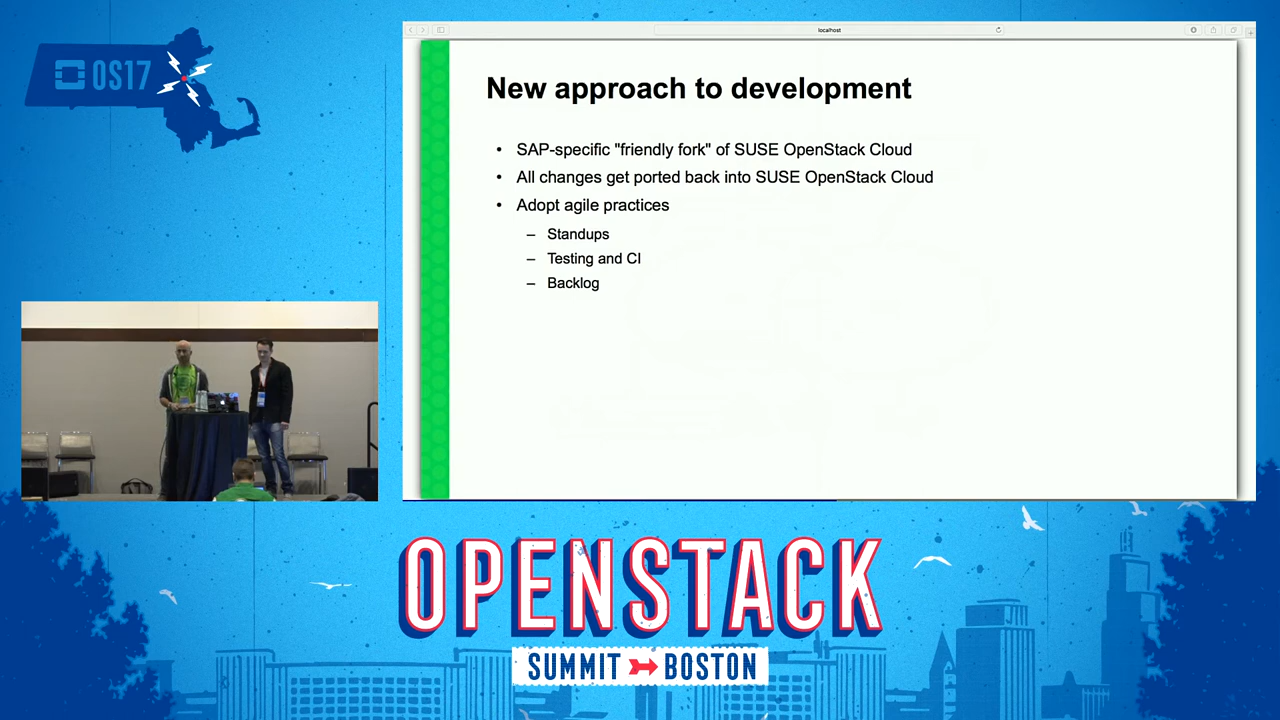 OS17
localhost
New approach to development
• SAP-specific "friendly fork" of SUSE OpenStack Cloud
• All changes get ported back into SUSE OpenStack Cloud
• Adopt agile practices
– Standups
– Testing and CI
– Backlog
OPENSTACK
SUMMIT BOSTON